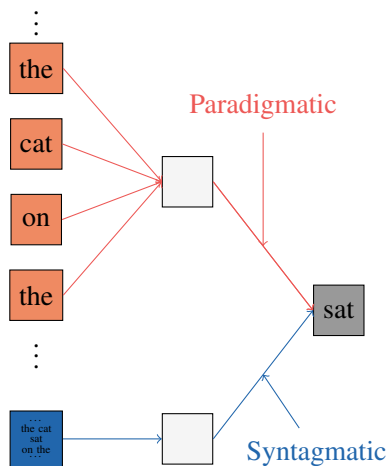 ⋮
the
Paradigmatic
cat
on
the
sat
⋮
...
the cat
sat
on the
...
Syntagmatic